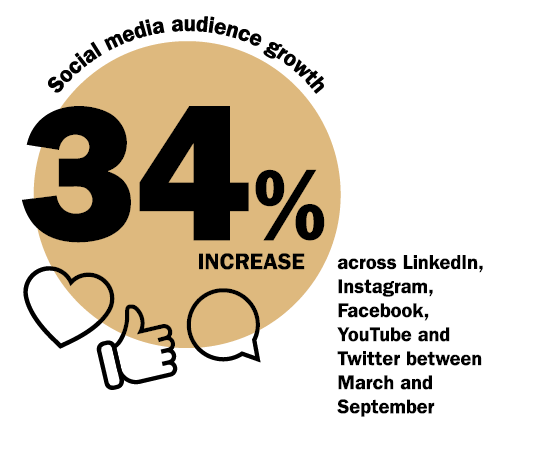 Social media audience growth
34%
INCREASE
across LinkedIn,
Instagram,
Facebook,
YouTube and
Twitter between
March and
September